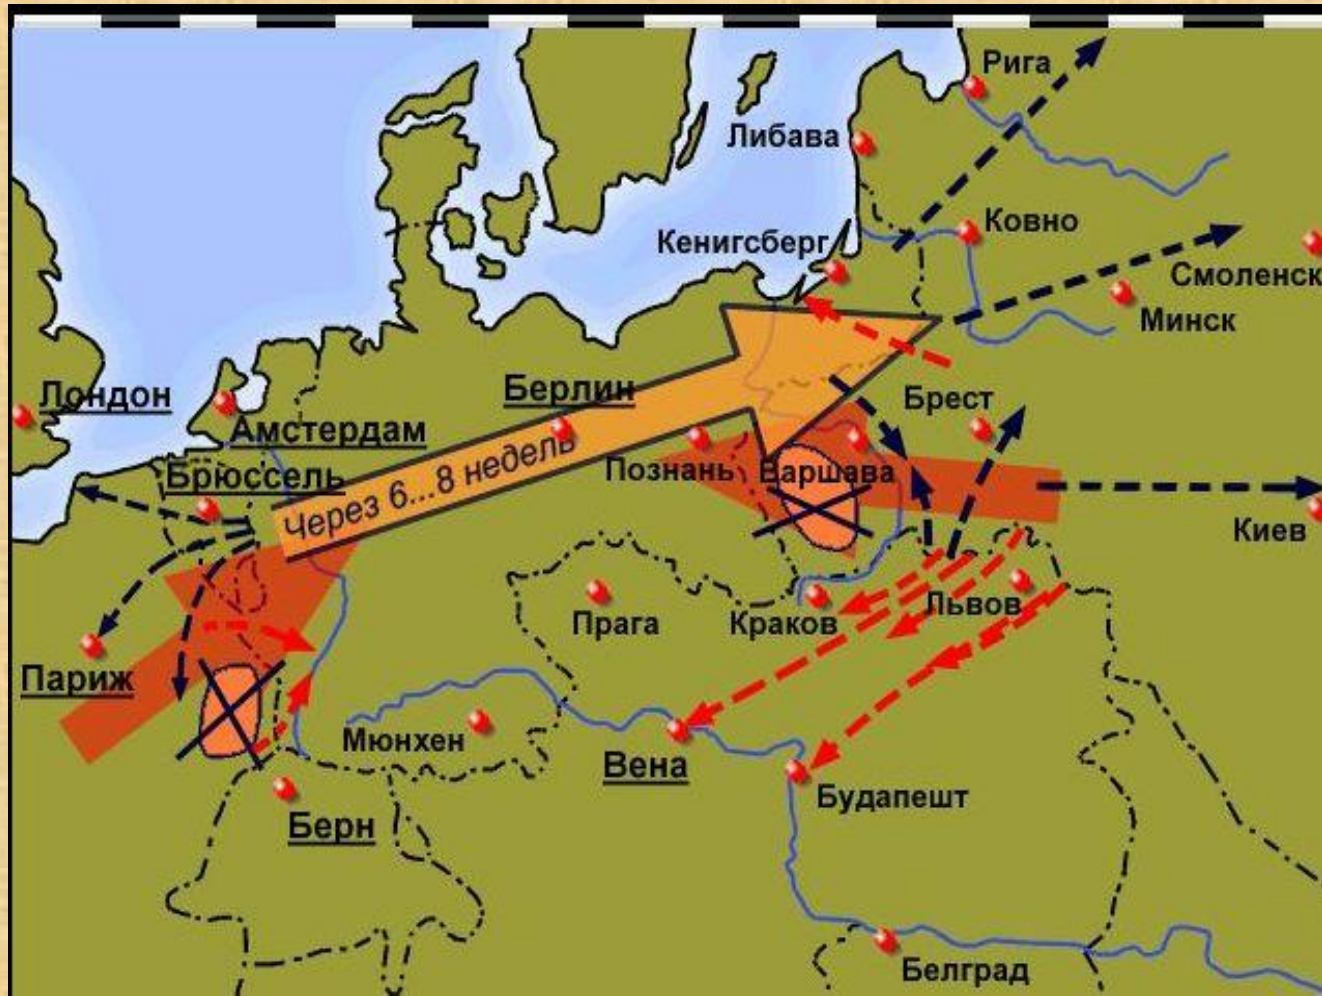 Рига
Либава
Ковно
Кенигсберг
Смоленск
Минск
Лондон
Берлин
Брест
Амстердам
Брюссель
Познань
Варшава
Через 6...8 недель
Киев
Прага
Краков
Львов
Париж
Мюнхен
Вена
Будапешт
Берн
Белград